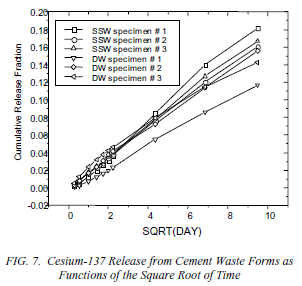 0.20
0.18
0.16
0.14
0.12
0.10
0.08
0.06
0.04
0.02
0.00
-0.02
Cumulative Release Fraction
SSW specimen # 1
SSW specimen # 2
SSW specimen # 3
DW specimen # 1
DW specimen # 2
DW specimen # 3
0 2 4 6 8 10
SQRT(DAY)
FIG. 7. Cesium-137 Release from Cement Waste Forms as
Functions of the Square Root of Time